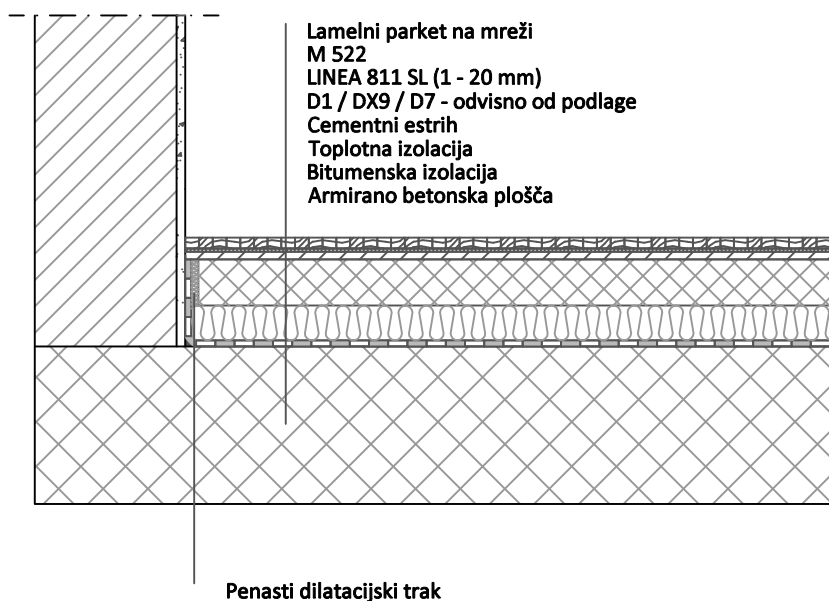 Lamelni parket na mreži
M 522
LINEA 811 SL (1 - 20 mm)
D1 / DX9 / D7 - odvisno od podlage
Cementni estrih
Toplotna izolacija
Bitumenska izolacija
Armirano betonska plošča
Penasti dilatacijski trak